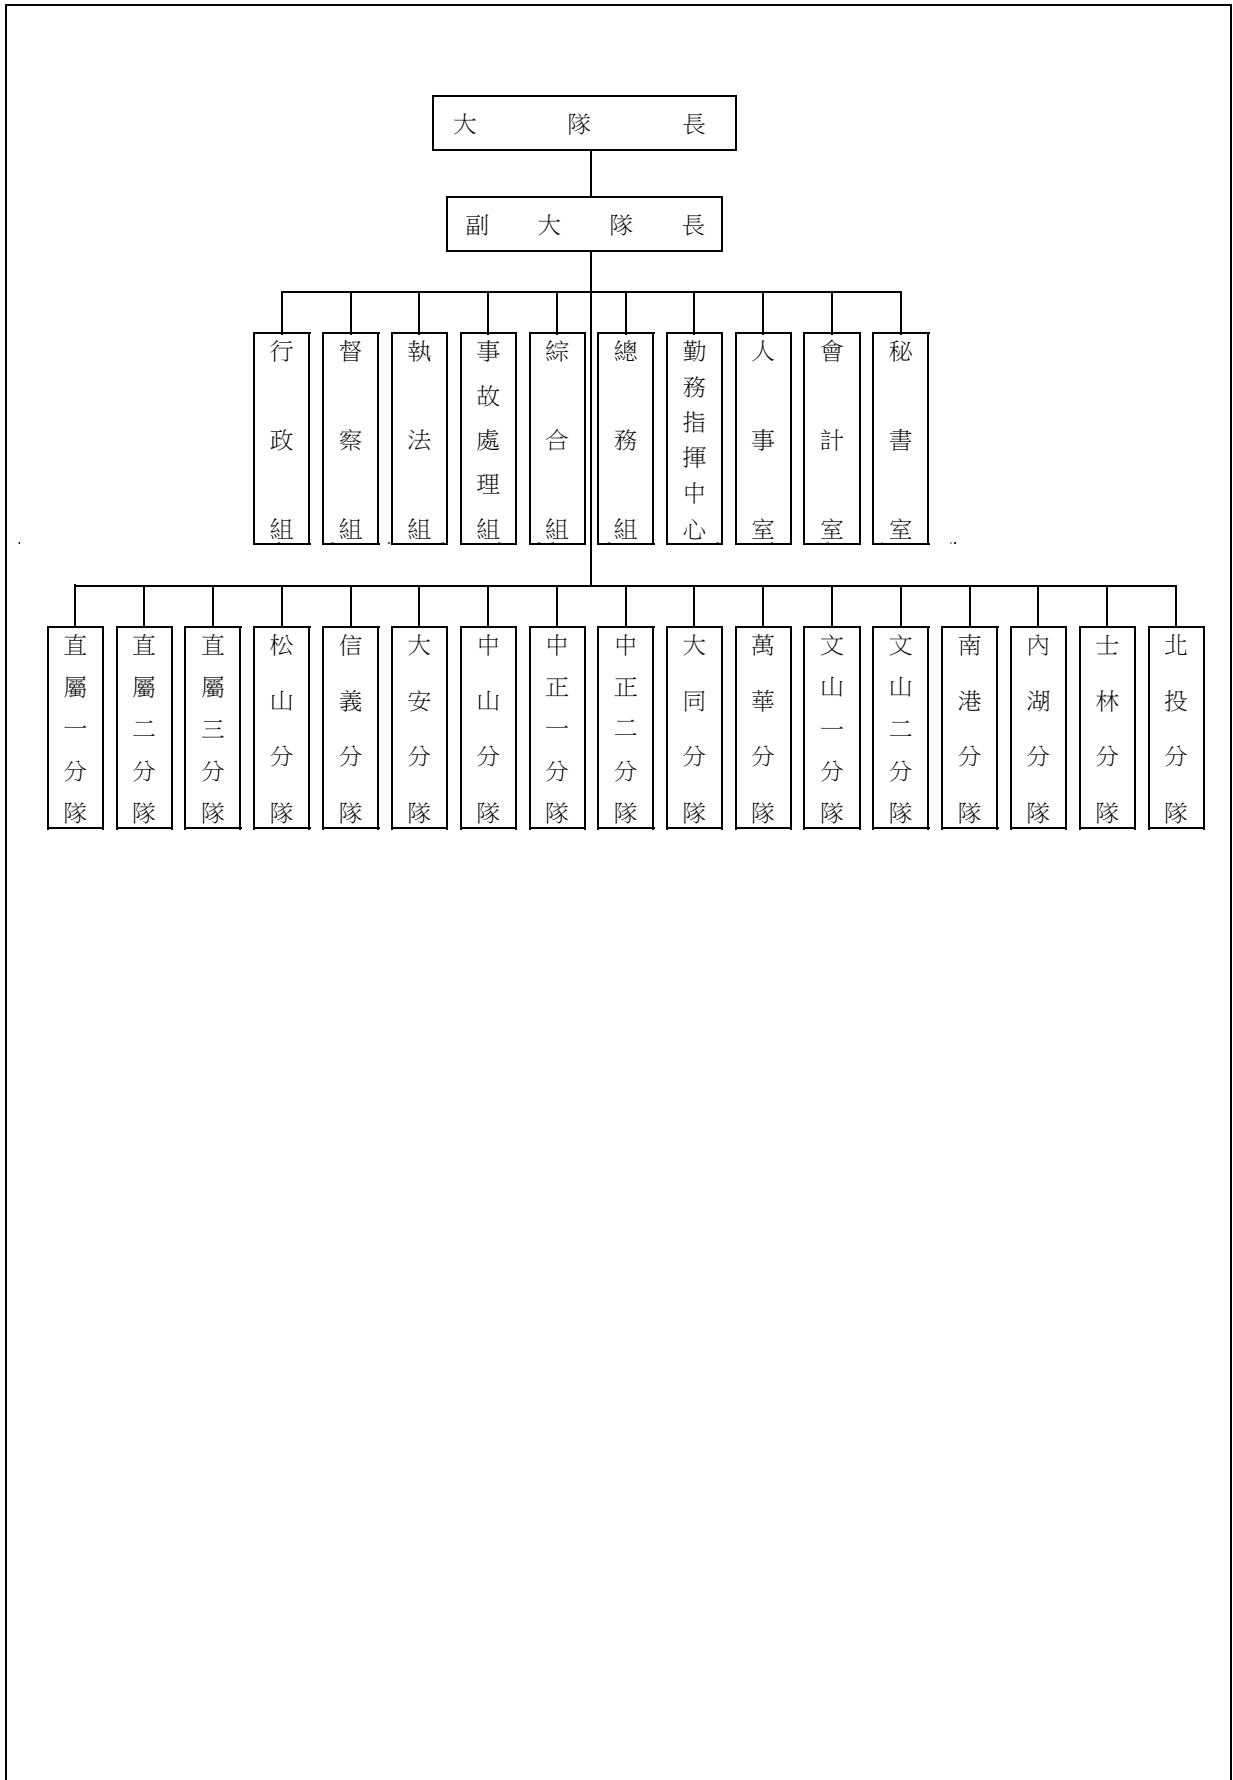 大隊長
副大隊長
行政組
督察組
執法組
事故處理組
綜合組
總務組
勤務指揮中心
人事室
會計室
秘書室
直屬一分隊
直屬二分隊
直屬三分隊
松山分隊
信義分隊
大安分隊
中山分隊
中正一分隊
中正二分隊
大同分隊
萬華分隊
文山一分隊
文山二分隊
南港分隊
內湖分隊
士林分隊
北投分隊